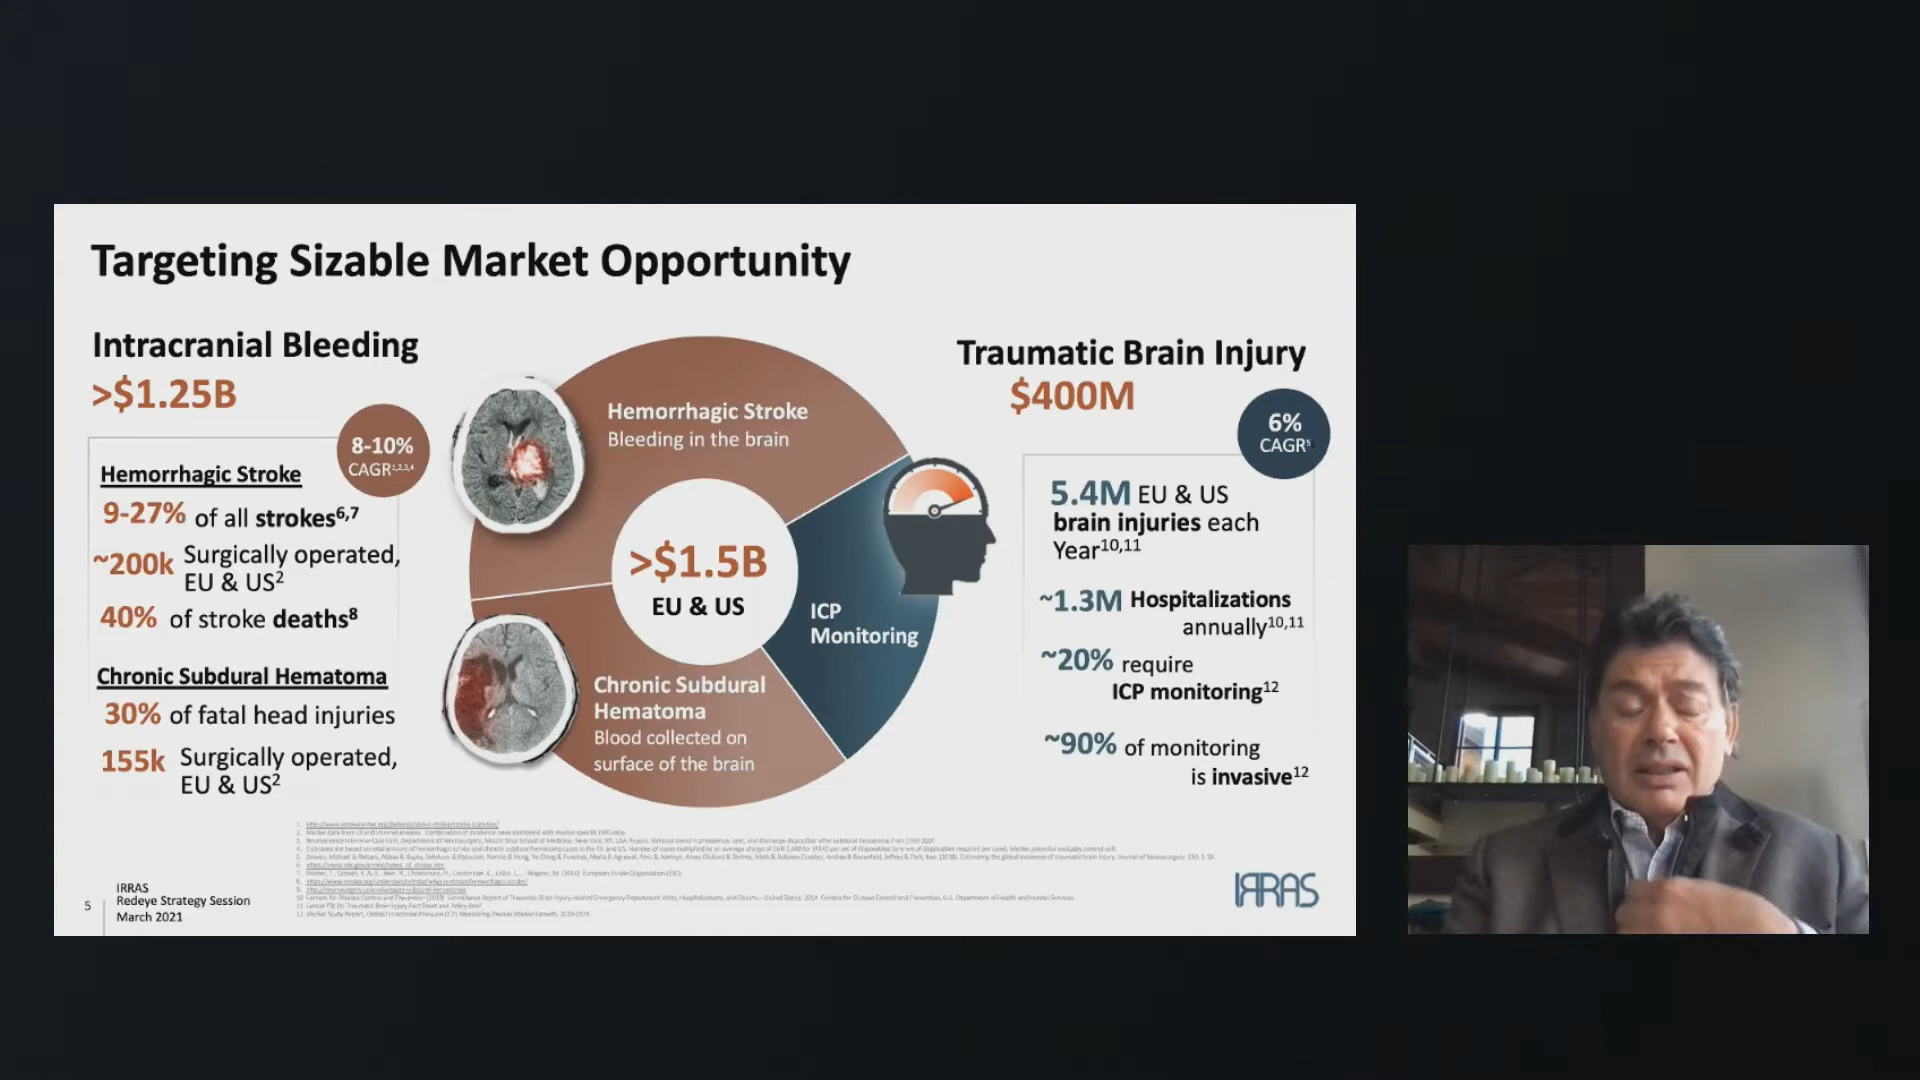 Targeting Sizable Market Opportunity
Intracranial Bleeding
>$1.25B
8-10%
CAGR1,2,3,4
Hemorrhagic Stroke
9-27% of all strokes6,7
~200k Surgically operated,
EU & US2
40% of stroke deaths8
Chronic Subdural Hematoma
30% of fatal head injuries
155k Surgically operated,
EU & US2
Hemorrhagic Stroke
Bleeding in the brain
>$1.5B
EU & US
ICP
Monitoring
Chronic Subdural
Hematoma
Blood collected on
surface of the brain
Traumatic Brain Injury
$400M
6%
CAGR5
5.4M EU & US
brain injuries each
Year10,11
~1.3M Hospitalizations
annually10,11
~20% require
ICP monitoring12
~90% of monitoring
is invasive12
5
IRRAS
Redeye Strategy Session
March 2021
IRRAS